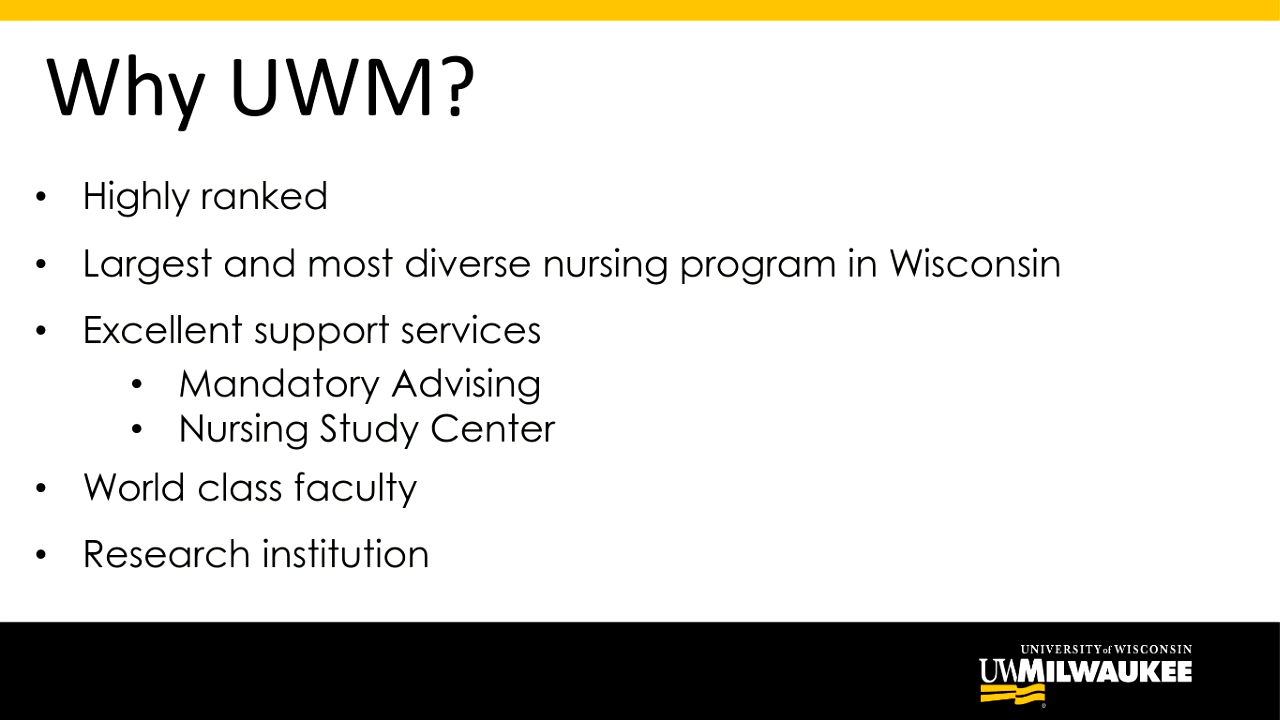 Why UWM?
• Highly ranked
• Largest and most diverse nursing program in Wisconsin
• Excellent support services
• Mandatory Advising
• Nursing Study Center
• World class faculty
• Research institution
UNIVERSITY of WISCONSIN
UWMILWAUKEE
®